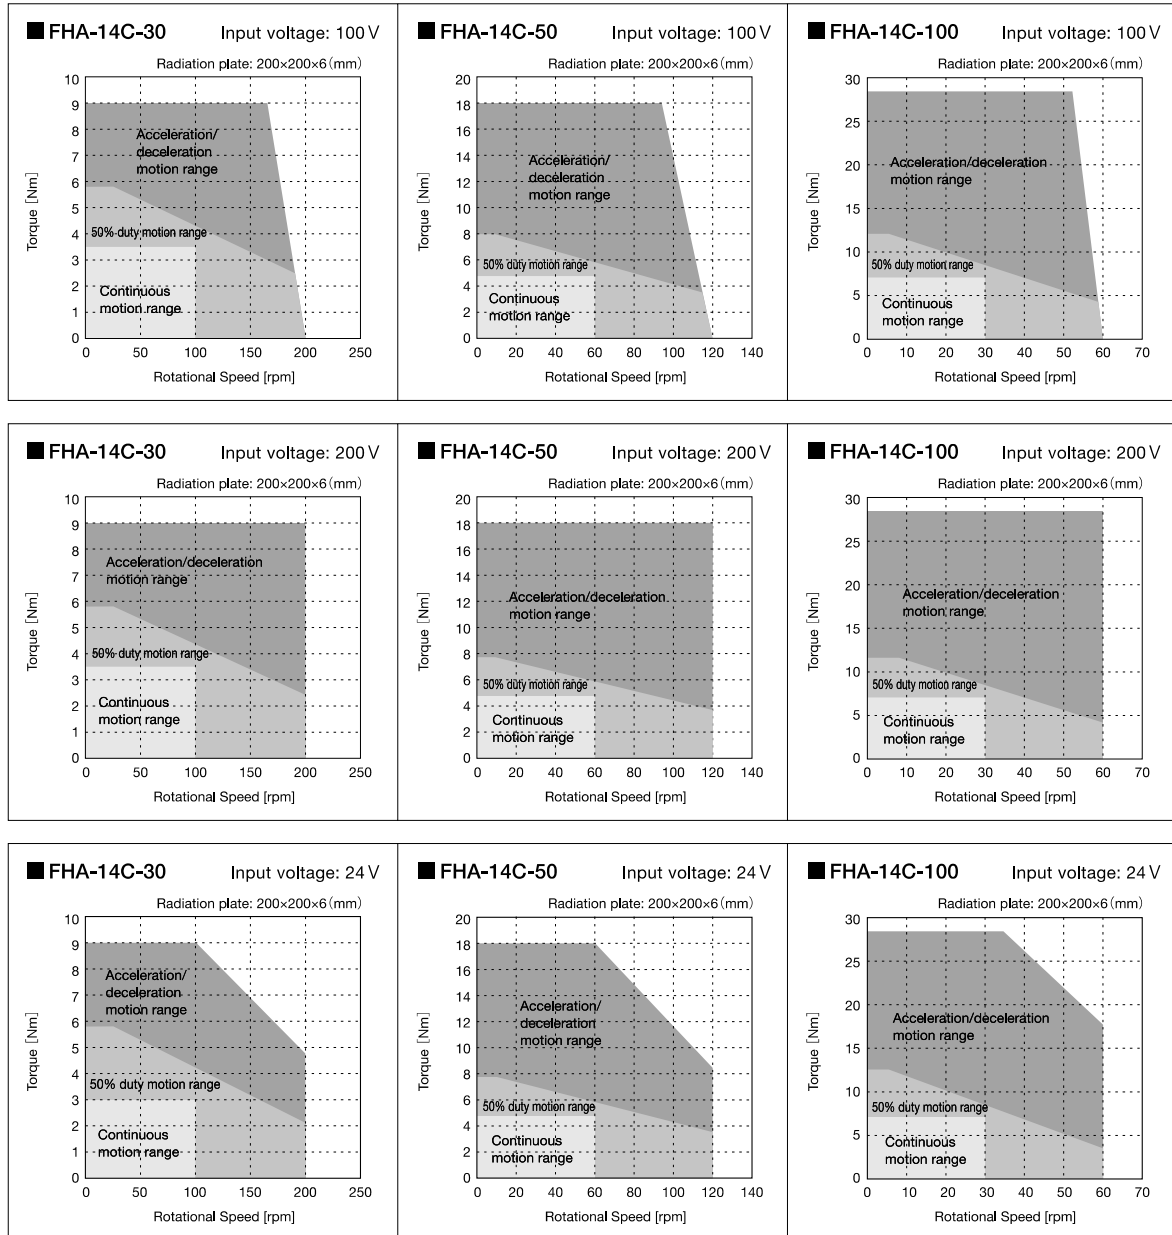 ■ FHA-14C-30 Input voltage: 100 V
Radiation plate: 200×200×6(mm)
10
9
8
7
6
5
4
3
2
1
0
Torque [Nm]
Acceleration/
deceleration
motion range
50% duty motion range
Continuous
motion range
0 50 100 150 200 250
Rotational Speed [rpm]
■ FHA-14C-50 Input voltage: 100 V
Radiation plate: 200×200×6(mm)
20
18
16
14
12
10
8
6
4
2
0
Torque [Nm]
Acceleration/
deceleration
motion range
50% duty motion range
Continuous
motion range
0 20 40 60 80 100 120 140
Rotational Speed [rpm]
■ FHA-14C-100 Input voltage: 100 V
Radiation plate: 200×200×6(mm)
30
25
20
15
10
5
0
Torque [Nm]
Acceleration/deceleration
motion range
50% duty motion range
Continuous
motion range
0 10 20 30 40 50 60 70
Rotational Speed [rpm]
■ FHA-14C-30 Input voltage: 200 V
Radiation plate: 200×200×6(mm)
10
9
8
7
6
5
4
3
2
1
0
Torque [Nm]
Acceleration/deceleration
motion range
50% duty motion range
Continuous
motion range
0 50 100 150 200 250
Rotational Speed [rpm]
■ FHA-14C-50 Input voltage: 200 V
Radiation plate: 200×200×6(mm)
20
18
16
14
12
10
8
6
4
2
0
Torque [Nm]
Acceleration/deceleration
motion range
50% duty motion range
Continuous
motion range
0 20 40 60 80 100 120 140
Rotational Speed [rpm]
■ FHA-14C-100 Input voltage: 200 V
Radiation plate: 200×200×6(mm)
30
25
20
15
10
5
0
Torque [Nm]
Acceleration/deceleration
motion range
50% duty motion range
Continuous
motion range
0 10 20 30 40 50 60 70
Rotational Speed [rpm]
■ FHA-14C-30 Input voltage: 24 V
Radiation plate: 200×200×6(mm)
10
9
8
7
6
5
4
3
2
1
0
Torque [Nm]
Acceleration/
deceleration
motion range
50% duty motion range
Continuous
motion range
0 50 100 150 200 250
Rotational Speed [rpm]
■ FHA-14C-50 Input voltage: 24 V
Radiation plate: 200×200×6(mm)
20
18
16
14
12
10
8
6
4
2
0
Torque [Nm]
Acceleration/
deceleration
motion range
50% duty motion range
Continuous
motion range
0 20 40 60 80 100 120 140
Rotational Speed [rpm]
■ FHA-14C-100 Input voltage: 24 V
Radiation plate: 200×200×6(mm)
30
25
20
15
10
5
0
Torque [Nm]
Acceleration/deceleration
motion range
50% duty motion range
Continuous
motion range
0 10 20 30 40 50 60 70
Rotational Speed [rpm]